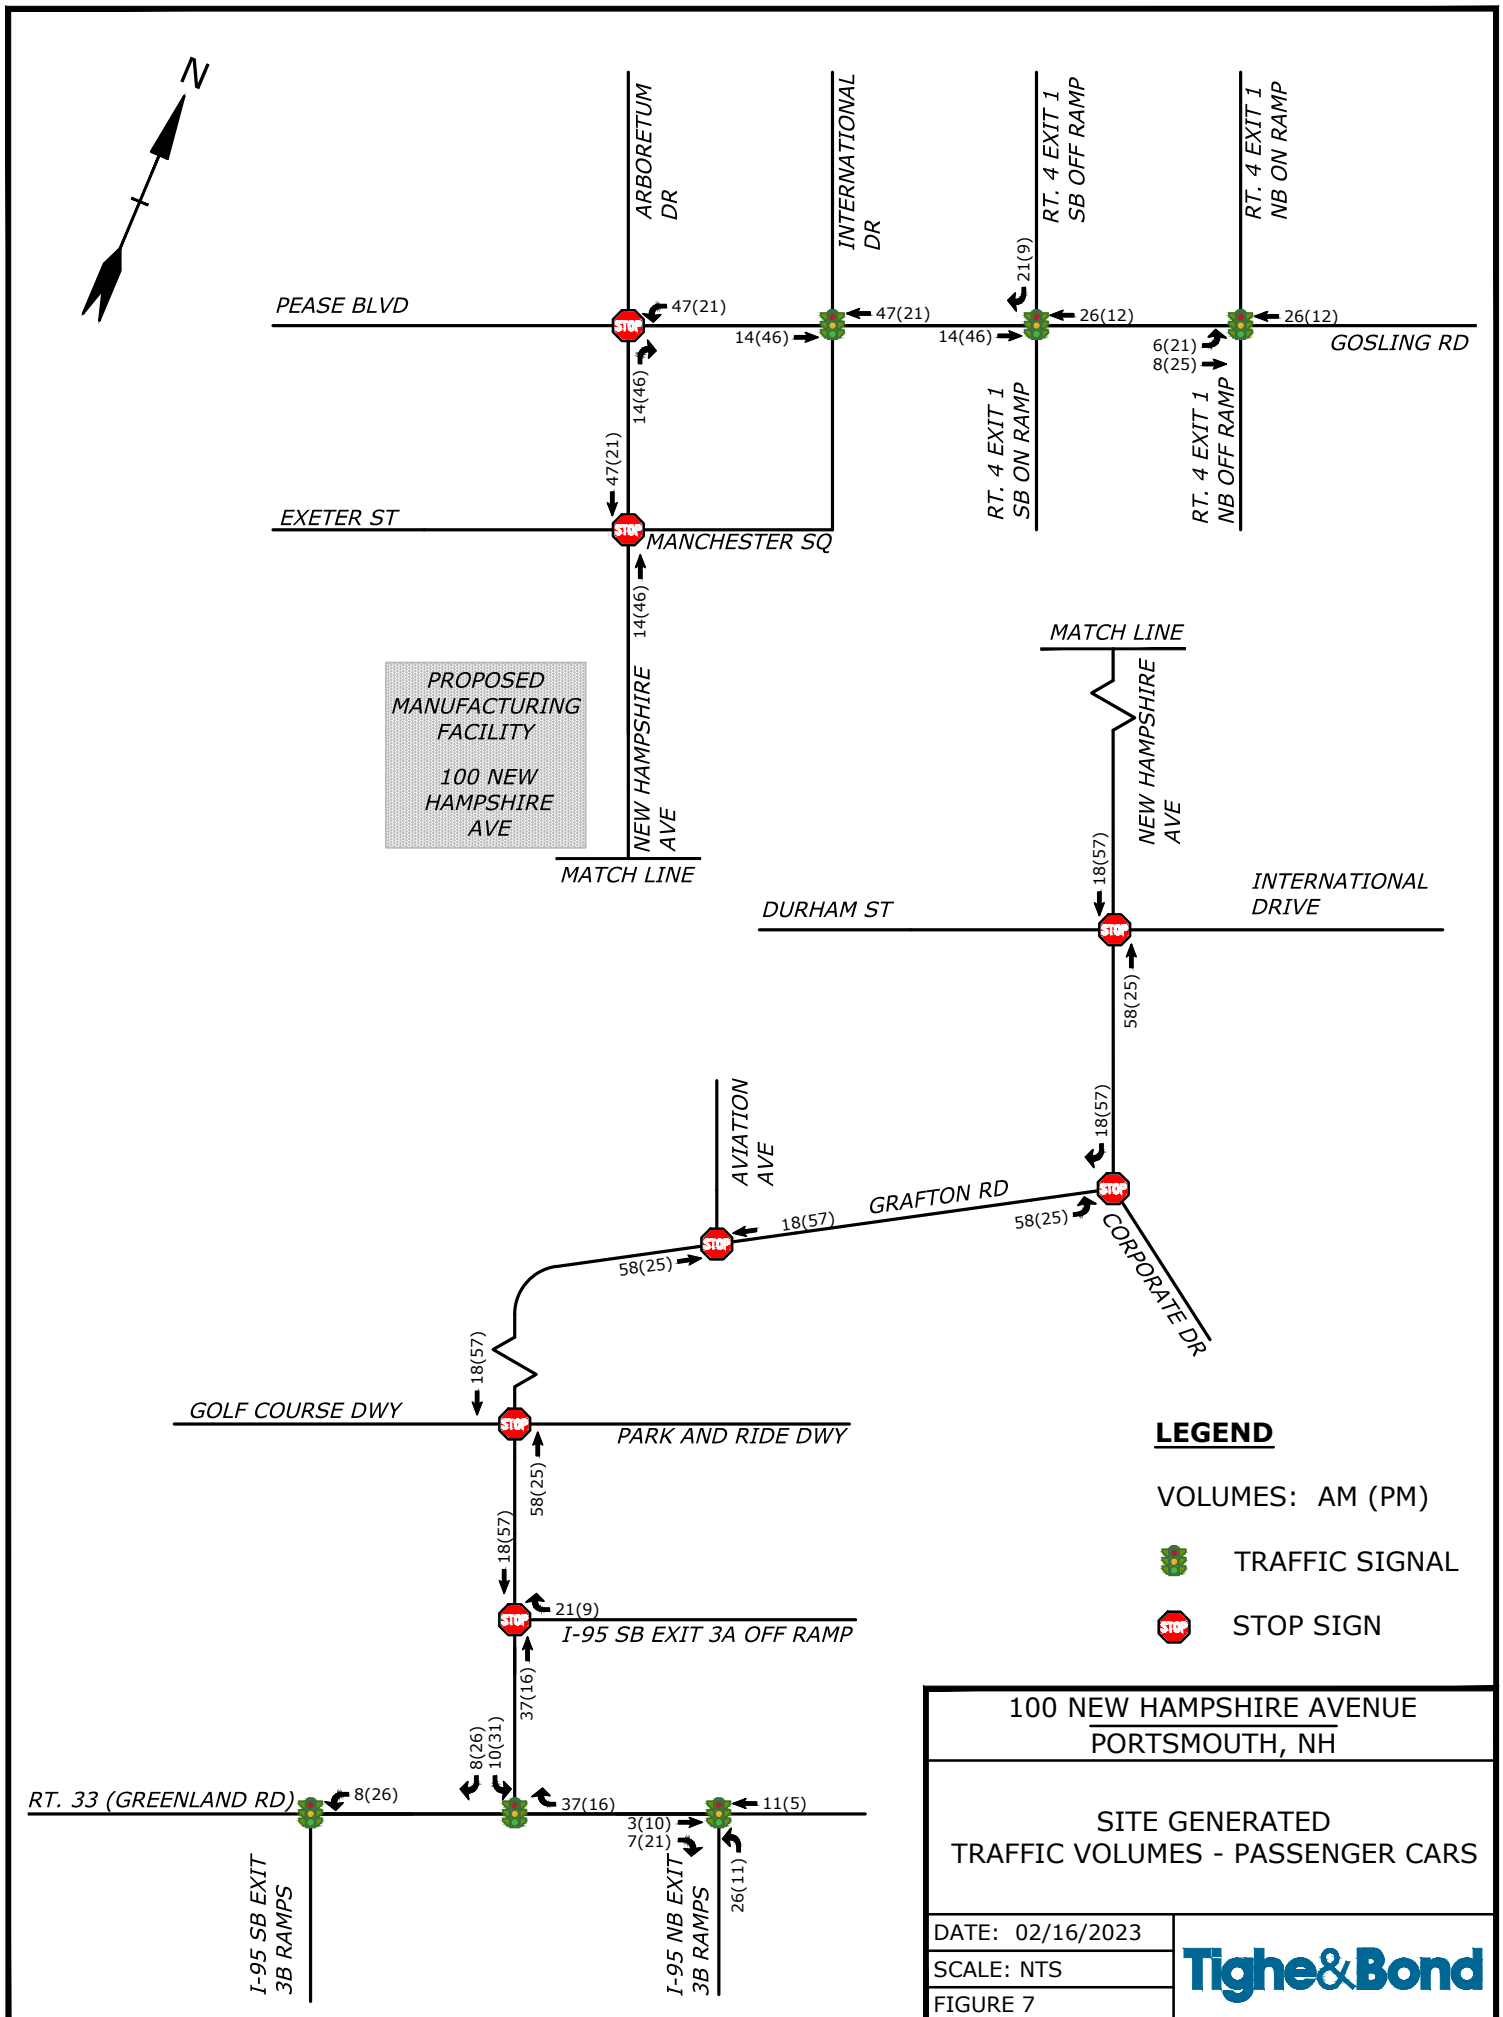 N
ARBORETUM
DR
INTERNATIONAL
DR
RT. 4 EXIT 1
SB OFF RAMP
RT. 4 EXIT 1
NB ON RAMP
PEASE BLVD
STOP
47(21)
14(46)
14(46)
47(21)
21(9)
14(46)
26(12)
6(21)
8(25)
26(12)
GOSLING RD
RT. 4 EXIT 1
SB ON RAMP
RT. 4 EXIT 1
NB OFF RAMP
47(21)
EXETER ST
STOP
MANCHESTER SQ
14(46)
PROPOSED
MANUFACTURING
FACILITY
100 NEW
HAMPSHIRE
AVE
NEW HAMPSHIRE
AVE
MATCH LINE
MATCH LINE
NEW HAMPSHIRE
AVE
18(57)
DURHAM ST
STOP
INTERNATIONAL
DRIVE
58(25)
18(57)
AVIATION
AVE
GRAFTON RD
STOP
58(25)
CORPORATE DR
18(57)
STOP
58(25)
18(57)
GOLF COURSE DWY
STOP
PARK AND RIDE DWY
58(25)
18(57)
STOP
21(9)
I-95 SB EXIT 3A OFF RAMP
37(16)
8(26)
10(31)
RT. 33 (GREENLAND RD)
8(26)
37(16)
3(10)
7(21)
11(5)
26(11)
I-95 SB EXIT
3B RAMPS
I-95 NB EXIT
3B RAMPS
LEGEND
VOLUMES: AM (PM)
TRAFFIC SIGNAL
STOP
STOP SIGN
100 NEW HAMPSHIRE AVENUE
PORTSMOUTH, NH
SITE GENERATED
TRAFFIC VOLUMES - PASSENGER CARS
DATE: 02/16/2023
SCALE: NTS
FIGURE 7
Tighe&Bond